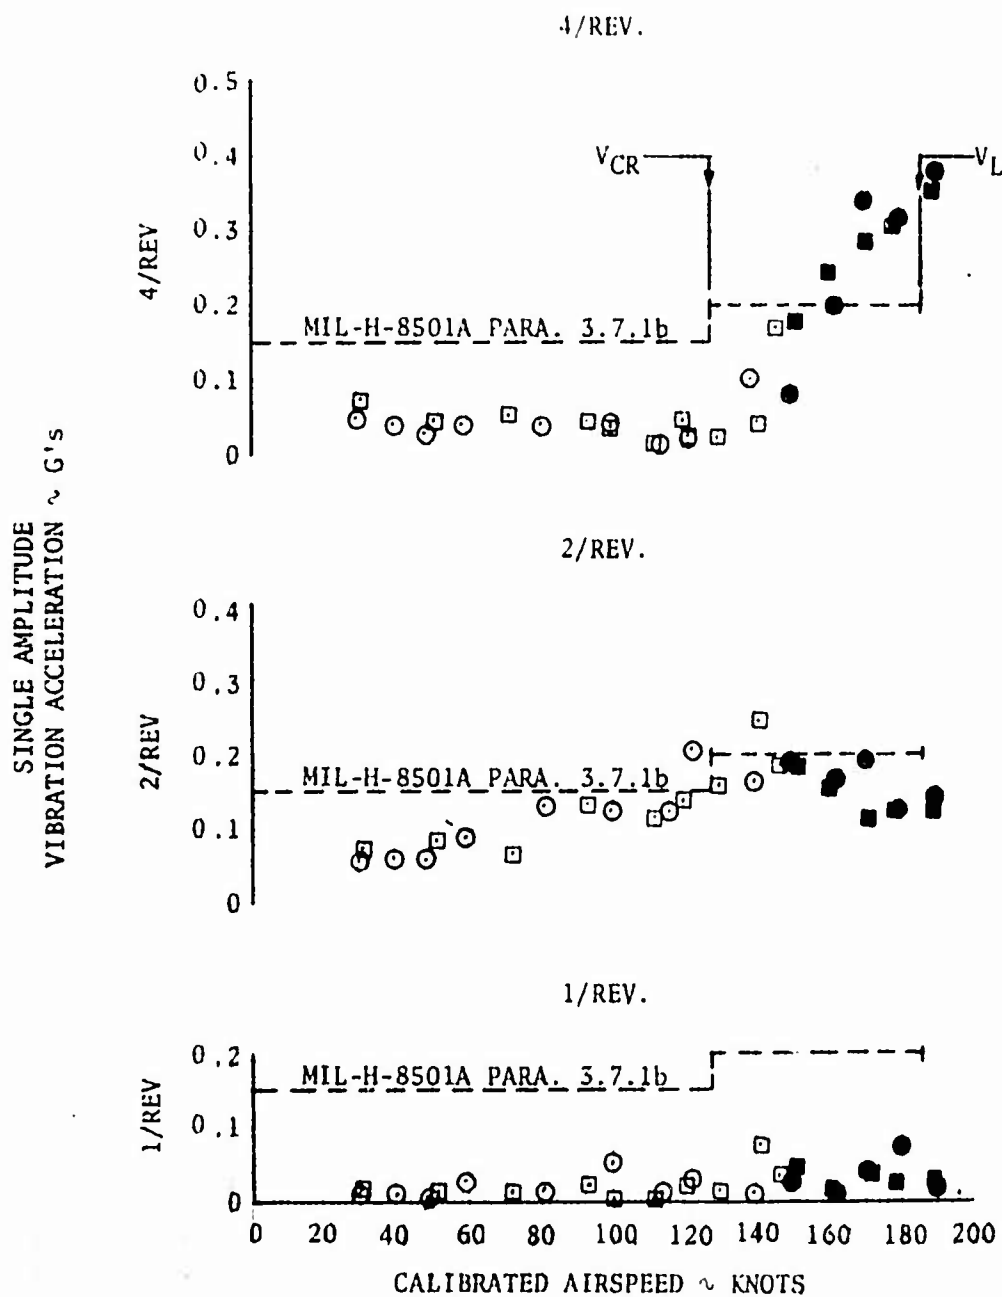 4/REV.
0.5
0.4
0.3
0.2
0.1
0
4/REV
V_CR
V_L
MIL-H-8501A PARA. 3.7.1b
SINGLE AMPLITUDE
VIBRATION ACCELERATION ~ G's
2/REV.
0.4
0.3
0.2
0.1
0
2/REV
MIL-H-8501A PARA. 3.7.1b
1/REV.
0.2
0.1
0
1/REV
MIL-H-8501A PARA. 3.7.1b
0 20 40 60 80 100 120 140 160 180 200
CALIBRATED AIRSPEED ~ KNOTS